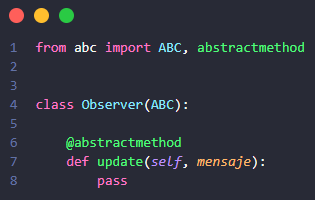 1 from abc import ABC, abstractmethod
2
3
4 class Observer(ABC):
5
6     @abstractmethod
7     def update(self, mensaje):
8         pass